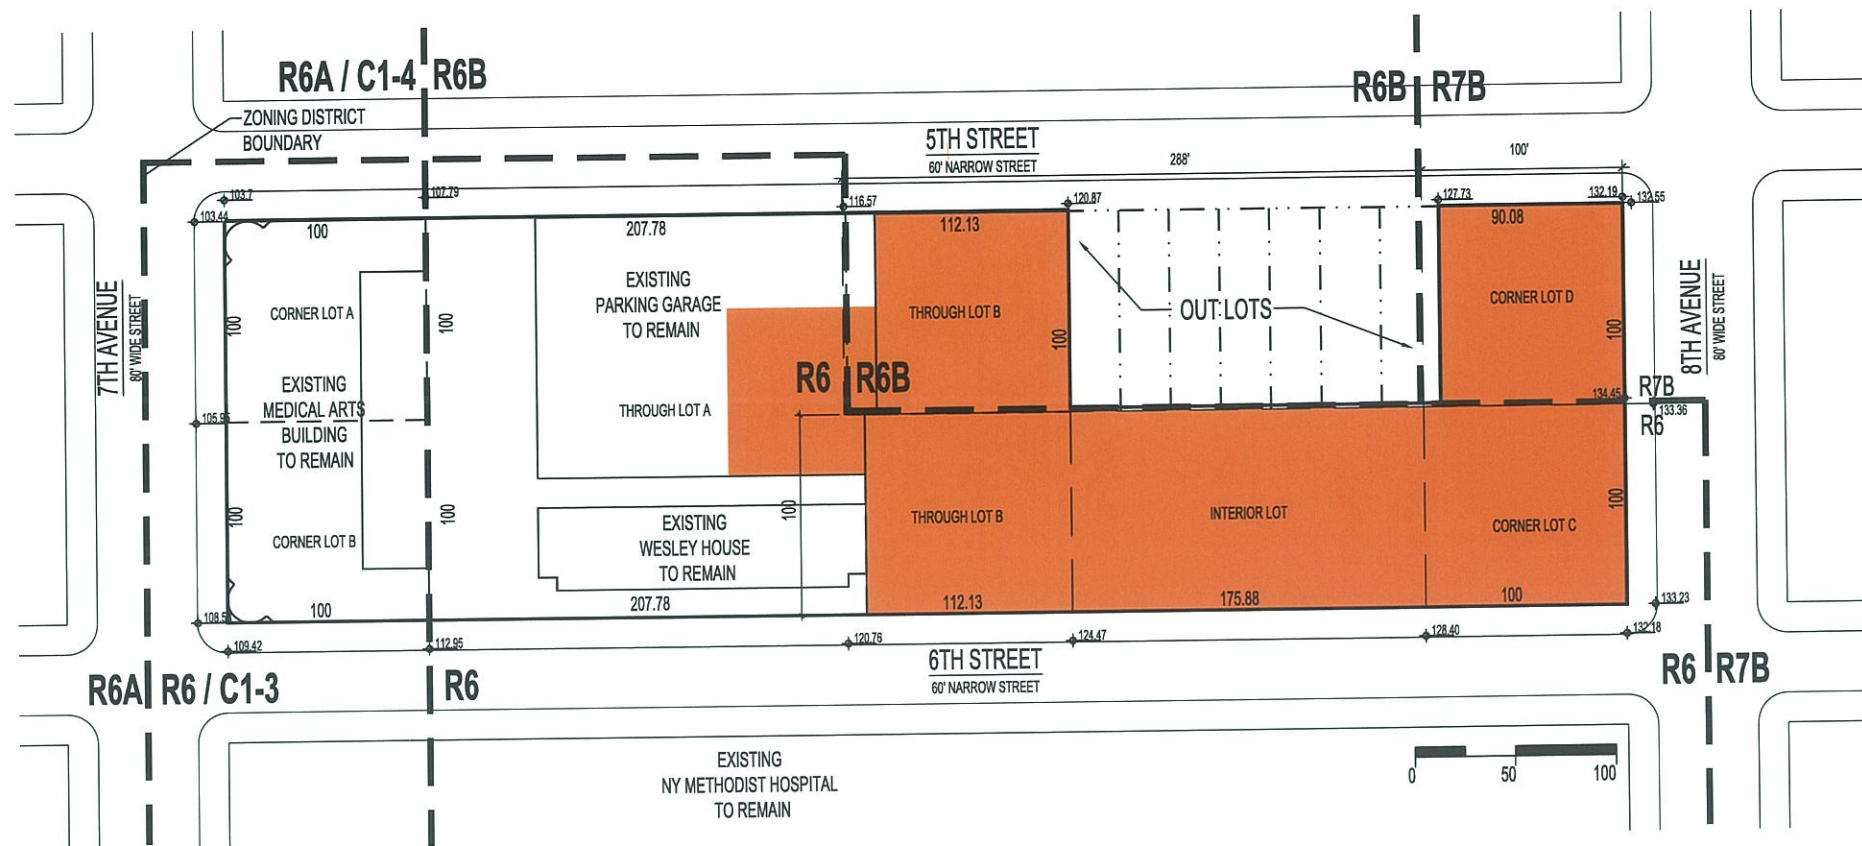 R6A / C1-4 R6B
R6B R7B
ZONING DISTRICT
BOUNDARY
5TH STREET
60' NARROW STREET
288'
100'
103.7
107.79
116.57
120.87
127.73
132.19
132.55
103.44
100
207.78
112.13
90.08
7TH AVENUE
80' WIDE STREET
CORNER LOT A
100
100
EXISTING
PARKING GARAGE
TO REMAIN
THROUGH LOT B
100
OUT LOTS
CORNER LOT D
100
8TH AVENUE
80' WIDE STREET
EXISTING
MEDICAL ARTS
BUILDING
TO REMAIN
THROUGH LOT A
R6 R6B
134.45
R7B
133.36
R6
105.95
100
100
CORNER LOT B
EXISTING
WESLEY HOUSE
TO REMAIN
100
THROUGH LOT B
INTERIOR LOT
CORNER LOT C
100
100
207.78
112.13
175.88
100
133.23
109.42
112.95
120.76
124.47
128.40
132.18
6TH STREET
60' NARROW STREET
R6A R6 / C1-3
R6
R6 R7B
EXISTING
NY METHODIST HOSPITAL
TO REMAIN
0 50 100